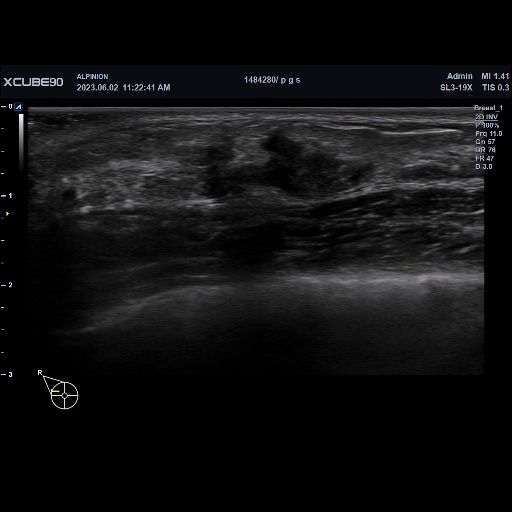 XCUBE90
ALPINION
2023.06.02 11:22:41 AM
1484280/ p g s
Admin MI 1.41
SL3-19X TIS 0.3
Breast_1
2D INV
P 100%
Frq 11.0
Gn 57
DR 76
FR 47
D 3.0
0
1
2
3
R